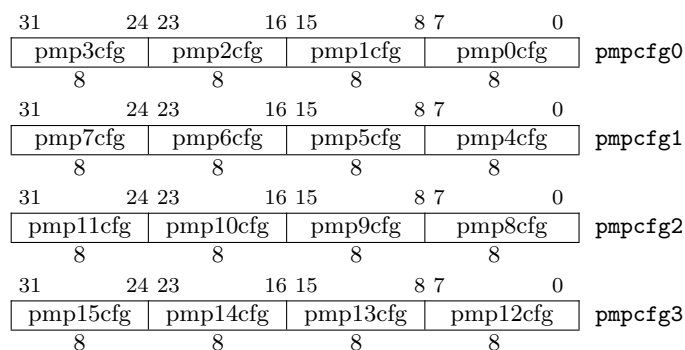 31 24 23 16 15 8 7 0
pmp3cfg pmp2cfg pmp1cfg pmp0cfg pmpcfg0
8 8 8 8
31 24 23 16 15 8 7 0
pmp7cfg pmp6cfg pmp5cfg pmp4cfg pmpcfg1
8 8 8 8
31 24 23 16 15 8 7 0
pmp11cfg pmp10cfg pmp9cfg pmp8cfg pmpcfg2
8 8 8 8
31 24 23 16 15 8 7 0
pmp15cfg pmp14cfg pmp13cfg pmp12cfg pmpcfg3
8 8 8 8